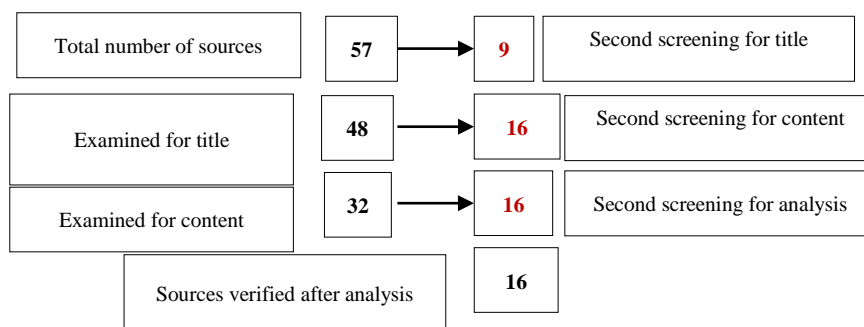 Total number of sources
57
9
Second screening for title
Examined for title
48
16
Second screening for content
Examined for content
32
16
Second screening for analysis
Sources verified after analysis
16